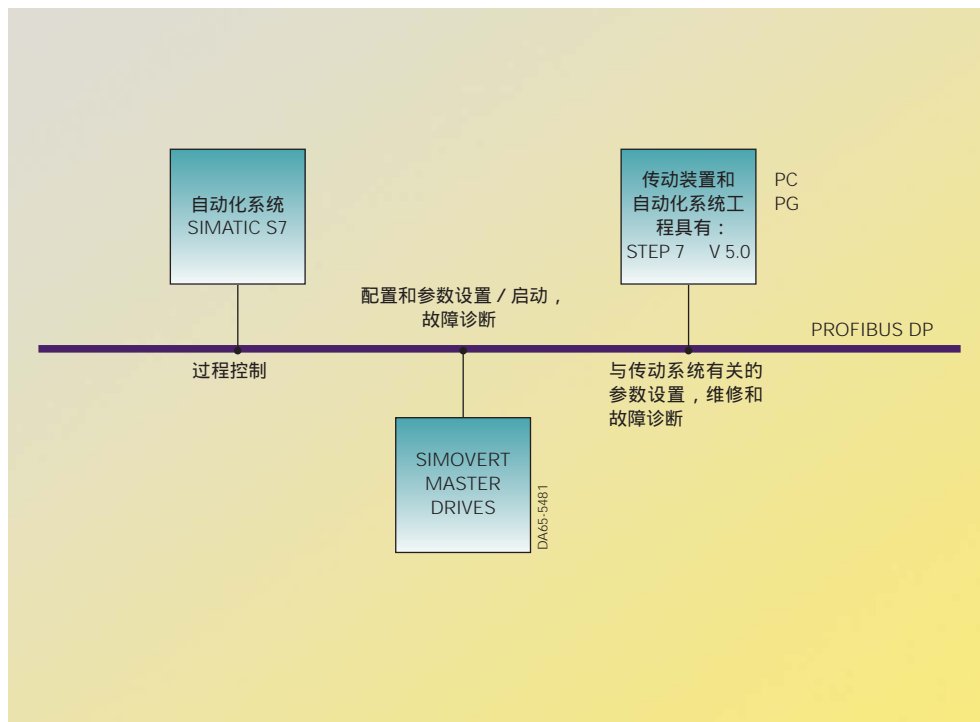 自动化系统
SIMATIC S7
传动装置和
自动化系统工
程具有：
STEP 7 V 5.0
PC
PG
配置和参数设置 / 启动，
故障诊断
PROFIBUS DP
过程控制
与传动系统有关的
参数设置，维修和
故障诊断
SIMOVERT
MASTER
DRIVES
DA65-5481